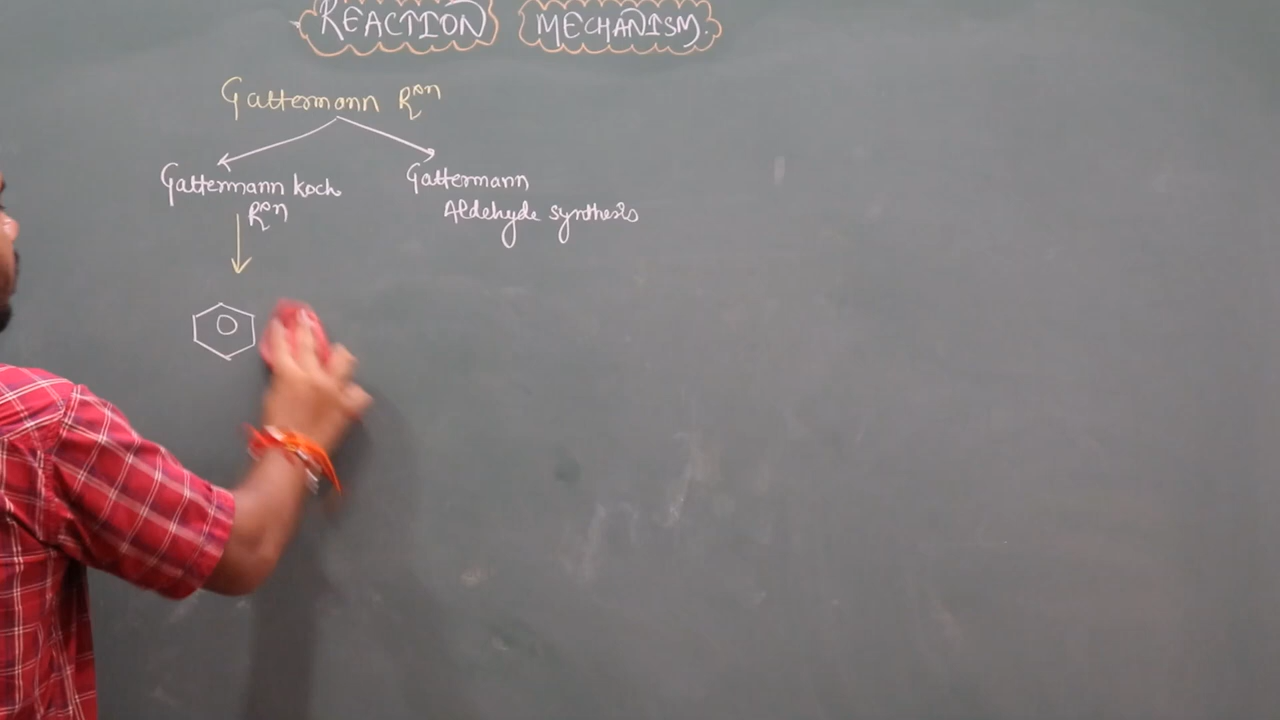 REACTION MECHANISM.
Gattermann Rxn
Gattermann koch
Rxn
Gattermann
Aldehyde synthesis